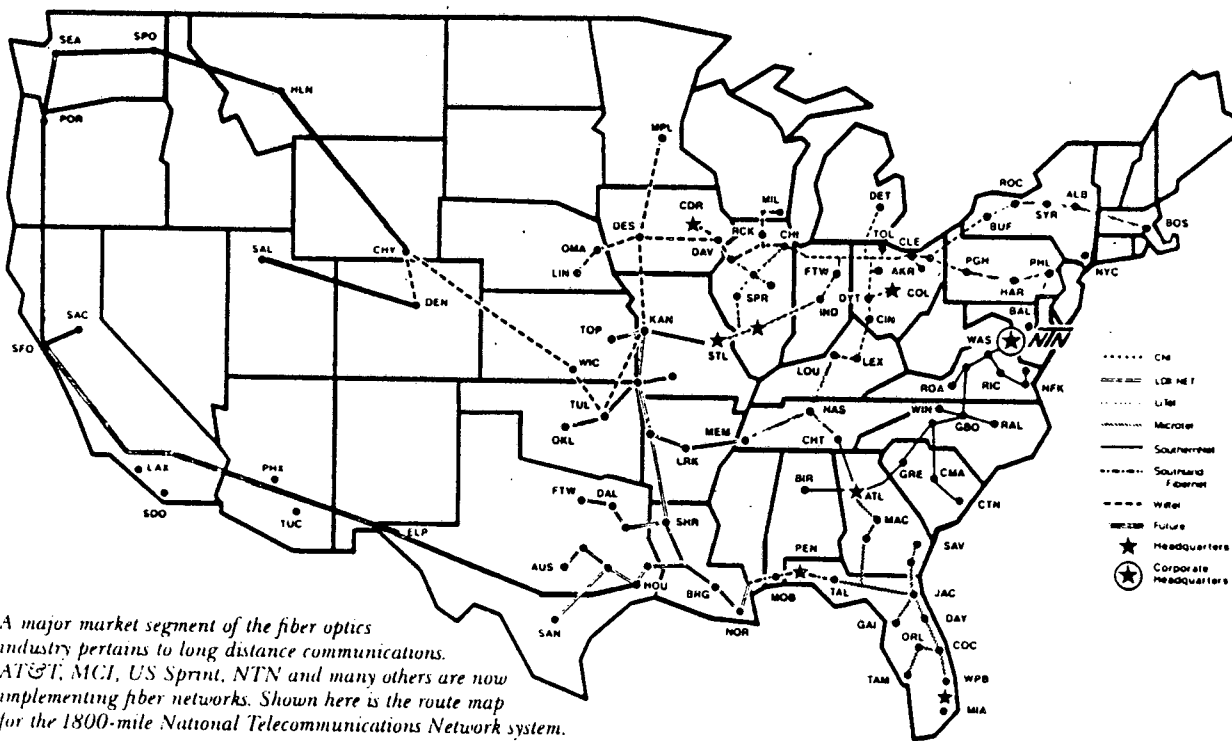 SEA
SPO
HLN
POR
MPL
CDR
MIL
DET
ROC
ALB
BOS
SYR
BUF
RCK
CHI
TOL
CLE
DES
OMA
DAV
LIN
CHY
SAL
DEN
FTW
AKR
PGH
PHL
NYC
HAR
SPR
DYT
COL
IND
CIN
BAL
SAC
SFO
TOP
KAN
STL
WAS
NTN
WIC
LOU
LEX
ROA
RIC
NFK
TUL
OKL
NAS
WIN
GBO
RAL
MEM
CHT
LRK
LAX
PHX
SDO
TUC
ELP
FTW
DAL
BIR
ATL
GRE
CMA
CTN
MAC
SHR
SAV
AUS
HOU
PEN
BHG
MOB
TAL
JAC
SAN
NOR
GAI
DAY
ORL
COC
TAM
WPB
MIA
LiTel
Microtel
SouthernNet
Southland
Fibernet
Wiltel
Future
Headquarters
Corporate
Headquarters
A major market segment of the fiber optics
industry pertains to long distance communications.
AT&T, MCI, US Sprint, NTN and many others are now
implementing fiber networks. Shown here is the route map
for the 1800-mile National Telecommunications Network system.